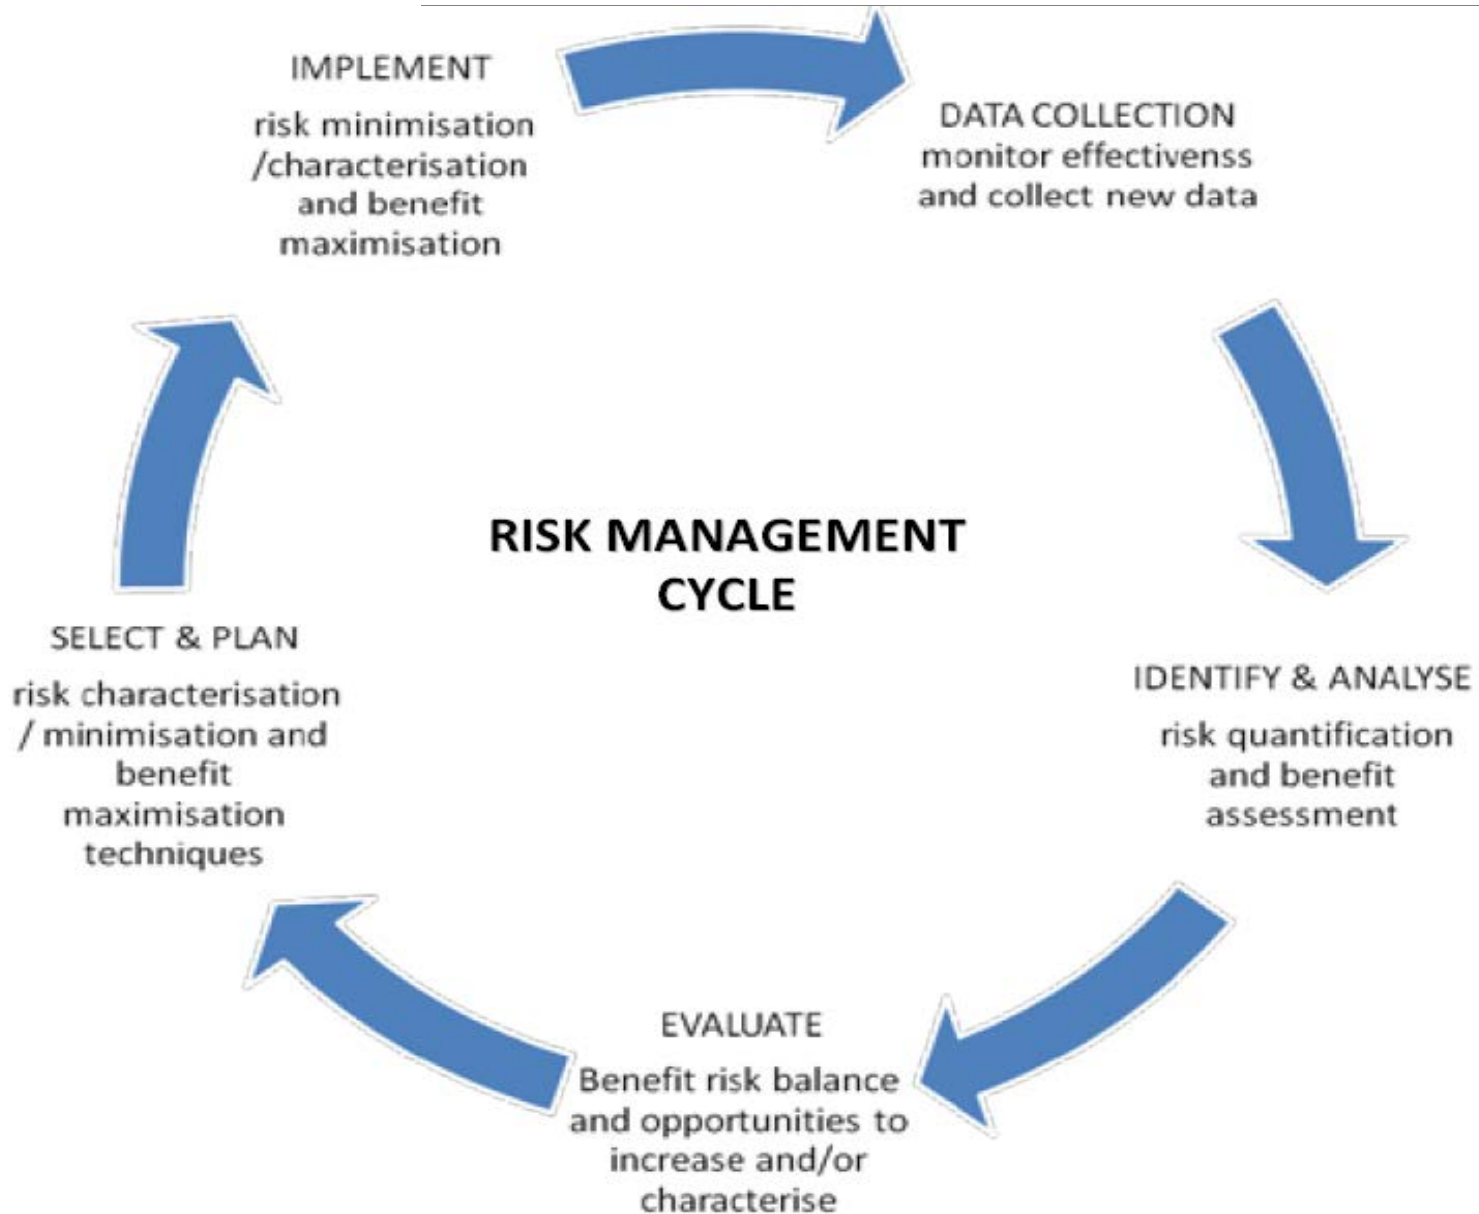 IMPLEMENT
risk minimisation
/characterisation
and benefit
maximisation
DATA COLLECTION
monitor effectivenss
and collect new data
RISK MANAGEMENT
CYCLE
SELECT & PLAN
risk characterisation
/ minimisation and
benefit
maximisation
techniques
IDENTIFY & ANALYSE
risk quantification
and benefit
assessment
EVALUATE
Benefit risk balance
and opportunities to
increase and/or
characterise